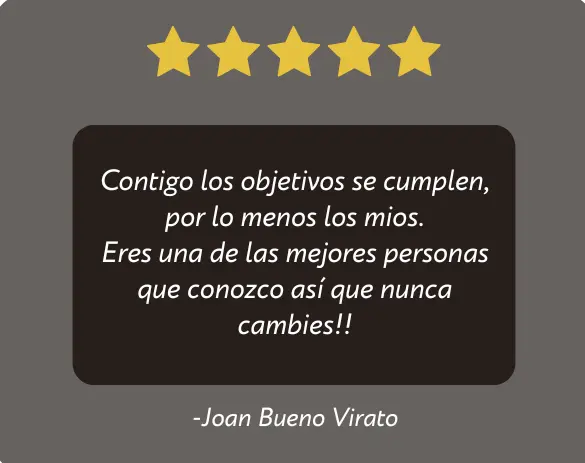 Contigo los objetivos se cumplen,
por lo menos los mios.
Eres una de las mejores personas
que conozco así que nunca
cambies!!
-Joan Bueno Virato